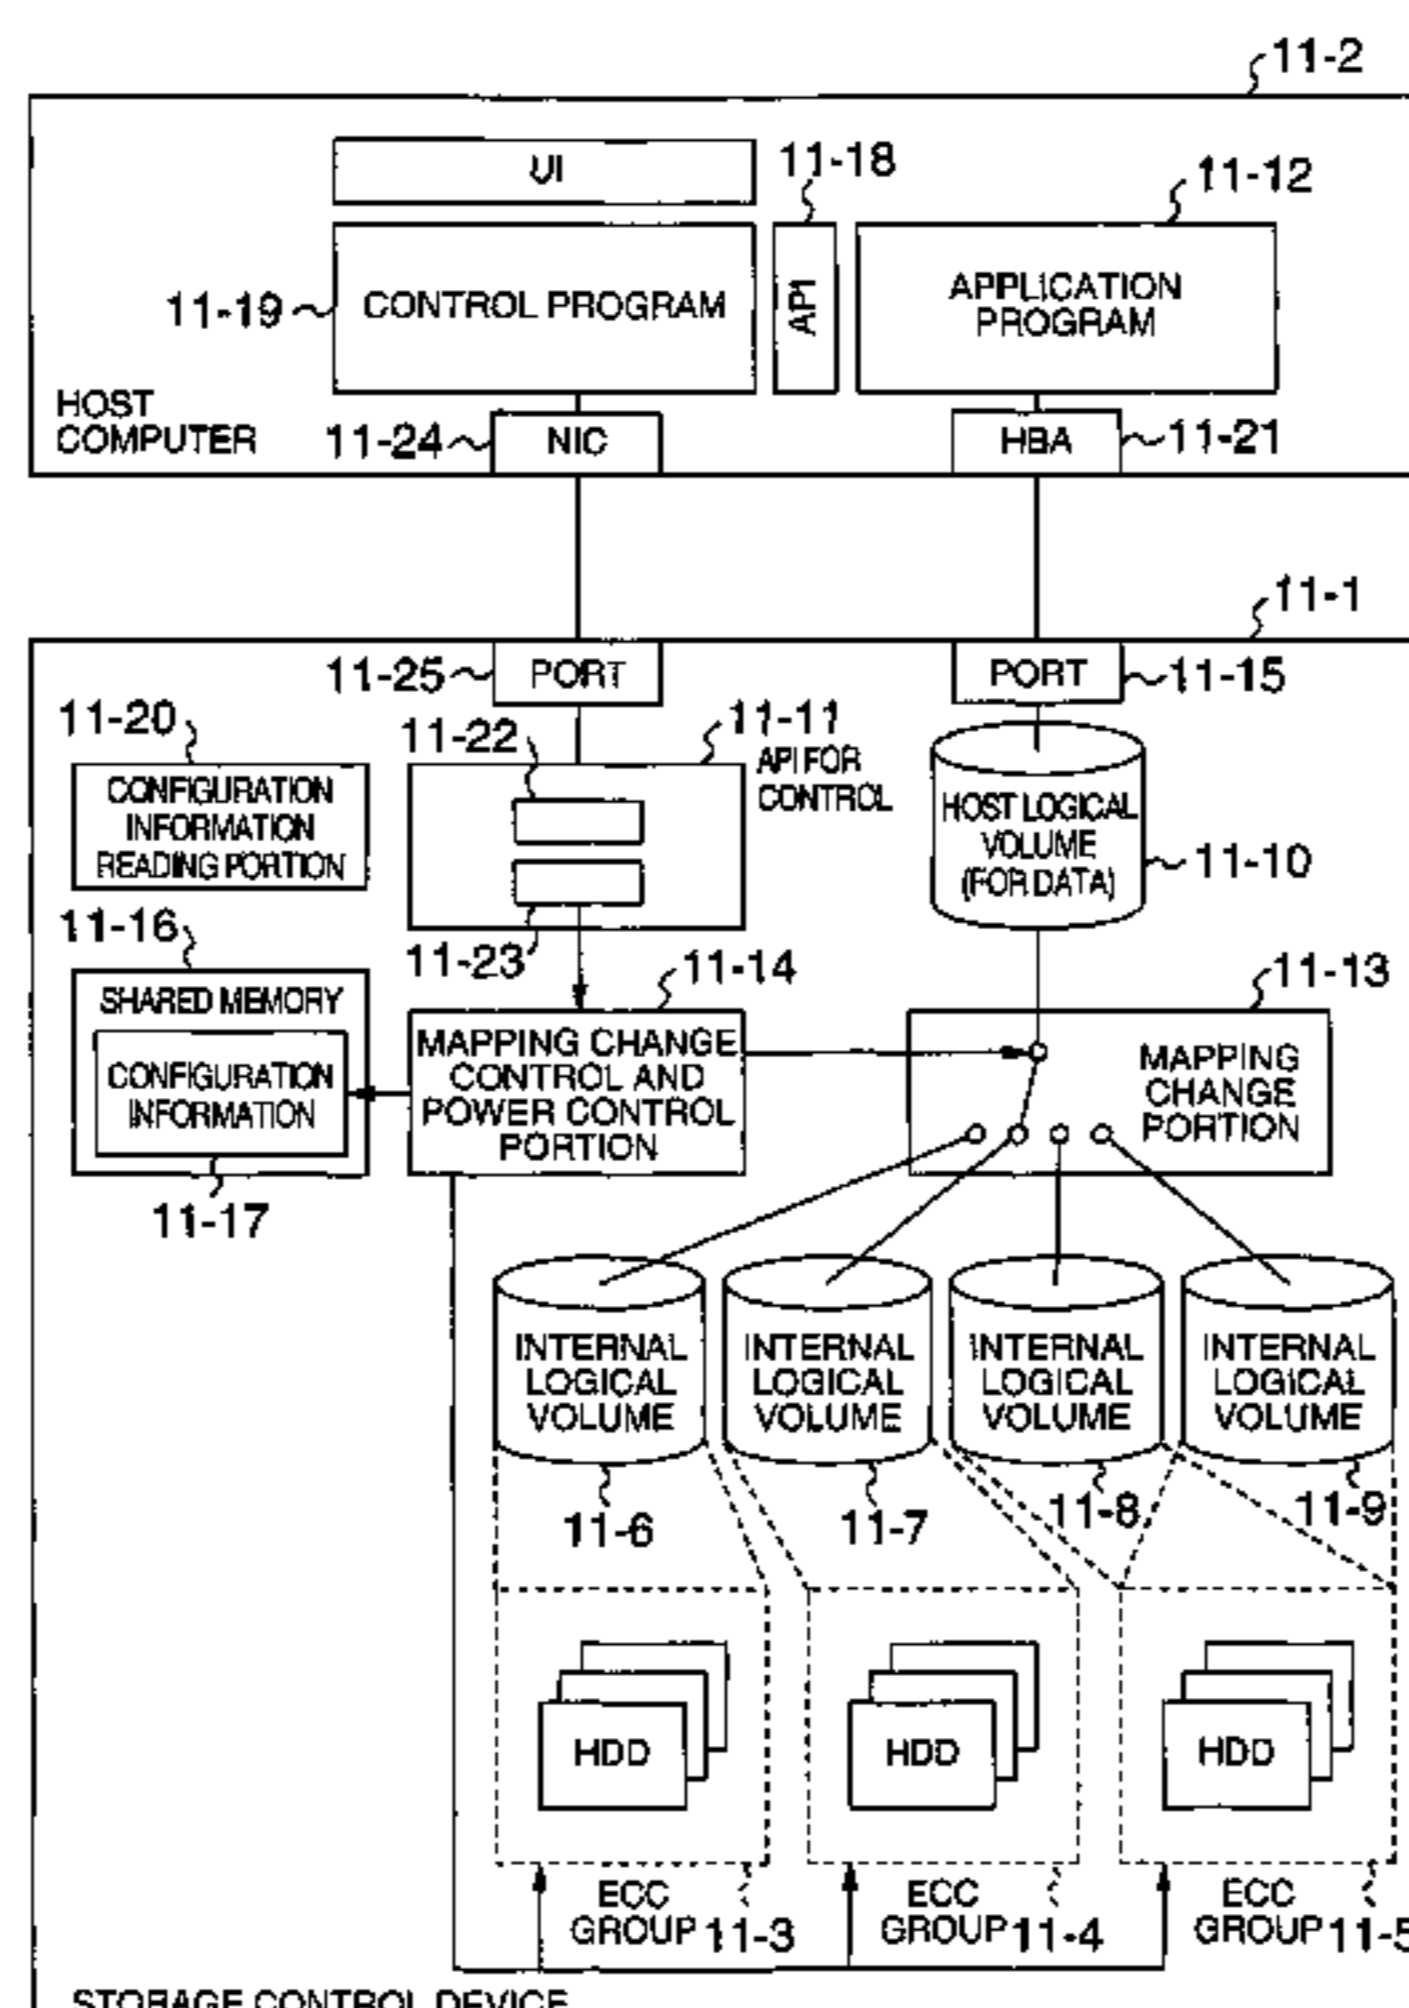 11-2
UI
11-18
11-12
11-19
CONTROL PROGRAM
API
APPLICATION
PROGRAM
HOST
COMPUTER
11-24
NIC
HBA
11-21
11-1
11-25
PORT
PORT
11-15
11-20
11-22
11-11
API FOR
CONTROL
CONFIGURATION
INFORMATION
READING PORTION
HOST LOGICAL
VOLUME
(FOR DATA)
11-10
11-16
11-23
11-14
11-13
SHARED MEMORY
CONFIGURATION
INFORMATION
MAPPING CHANGE
CONTROL AND
POWER CONTROL
PORTION
MAPPING
CHANGE
PORTION
11-17
INTERNAL
LOGICAL
VOLUME
INTERNAL
LOGICAL
VOLUME
INTERNAL
LOGICAL
VOLUME
INTERNAL
LOGICAL
VOLUME
11-6
11-7
11-8
11-9
HDD
HDD
HDD
ECC
GROUP 11-3
ECC
GROUP 11-4
ECC
GROUP 11-5
STORAGE CONTROL DEVICE